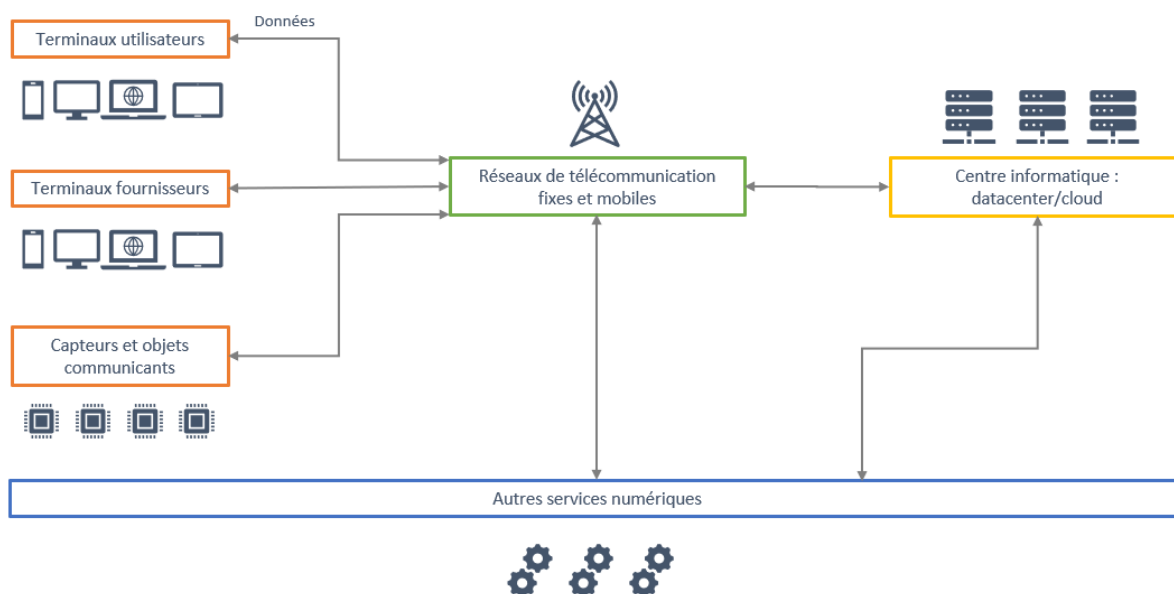 Données
Terminaux utilisateurs
Terminaux fournisseurs
Réseaux de télécommunication
fixes et mobiles
Centre informatique :
datacenter/cloud
Capteurs et objets
communicants
Autres services numériques